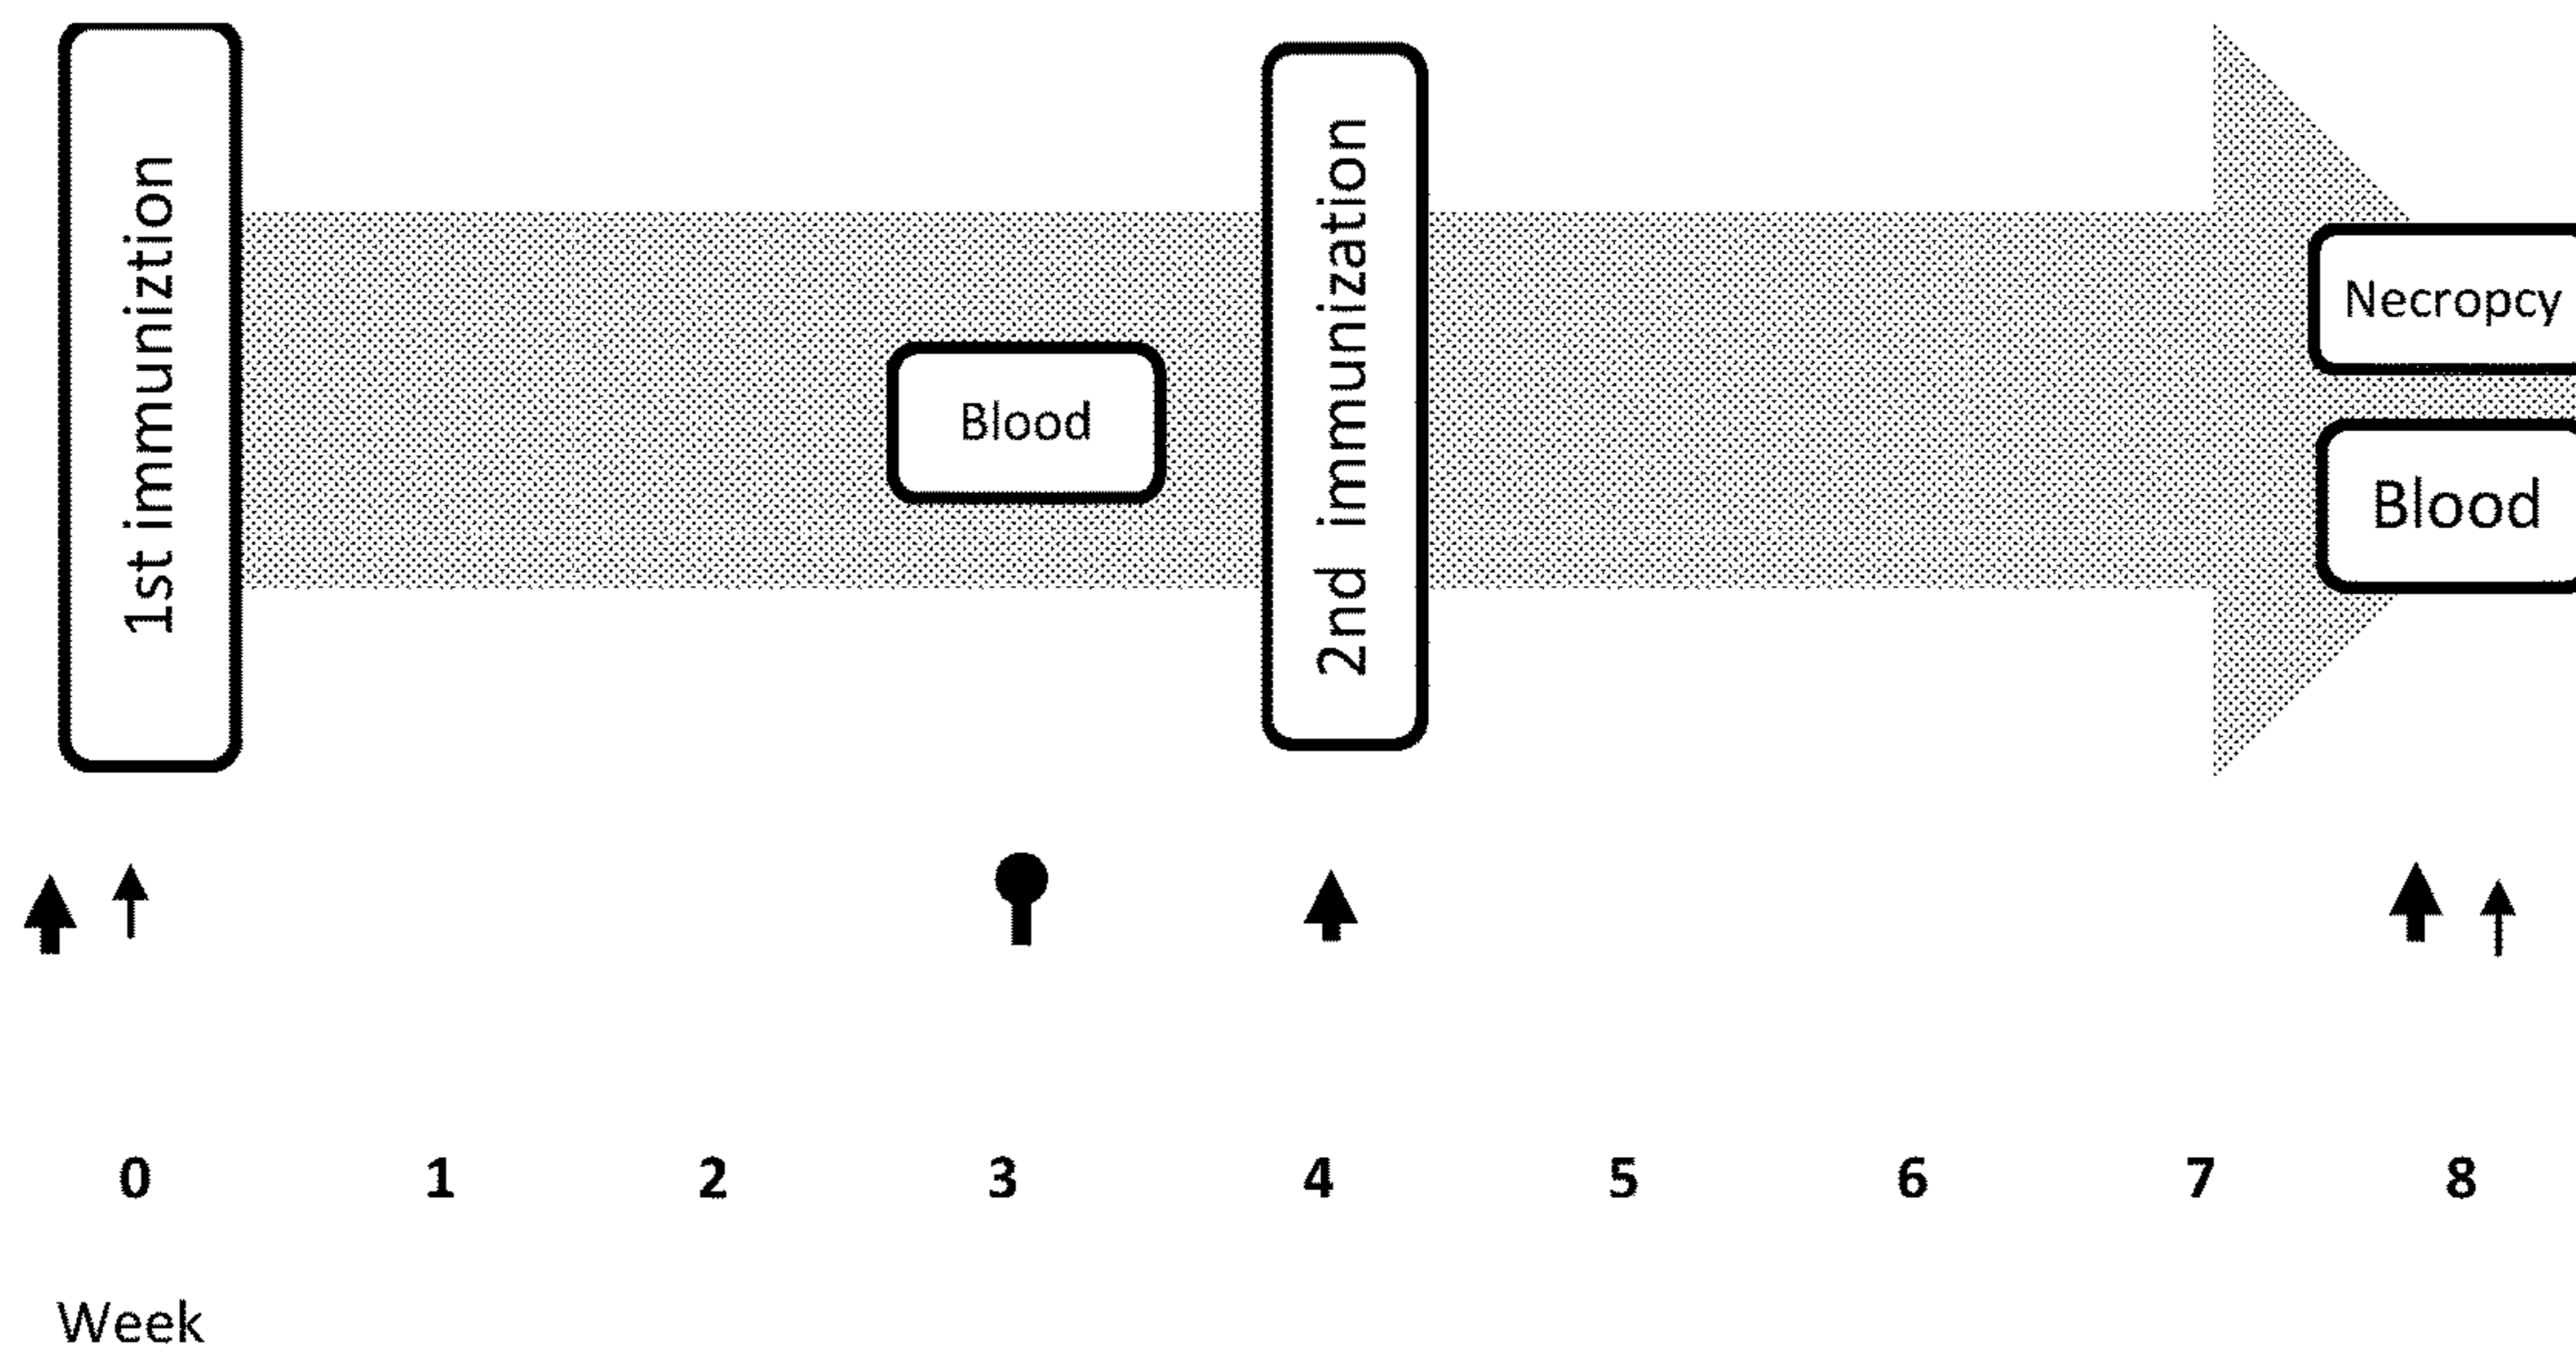 1st immuniztion
Blood
2nd immunization
Necropcy
Blood
0 1 2 3 4 5 6 7 8
Week